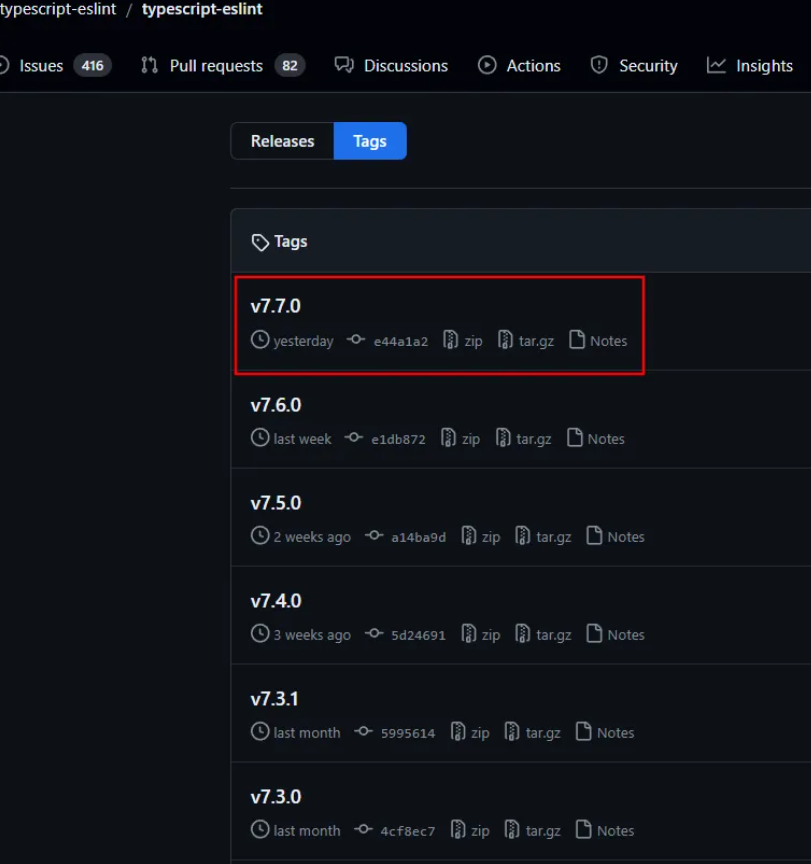 typescript-eslint / typescript-eslint
Issues 416 Pull requests 82 Discussions Actions Security Insights
Releases Tags
Tags
v7.7.0
yesterday e44a1a2 zip tar.gz Notes
v7.6.0
last week e1db872 zip tar.gz Notes
v7.5.0
2 weeks ago a14ba9d zip tar.gz Notes
v7.4.0
3 weeks ago 5d24691 zip tar.gz Notes
v7.3.1
last month 5995614 zip tar.gz Notes
v7.3.0
last month 4cf8ec7 zip tar.gz Notes